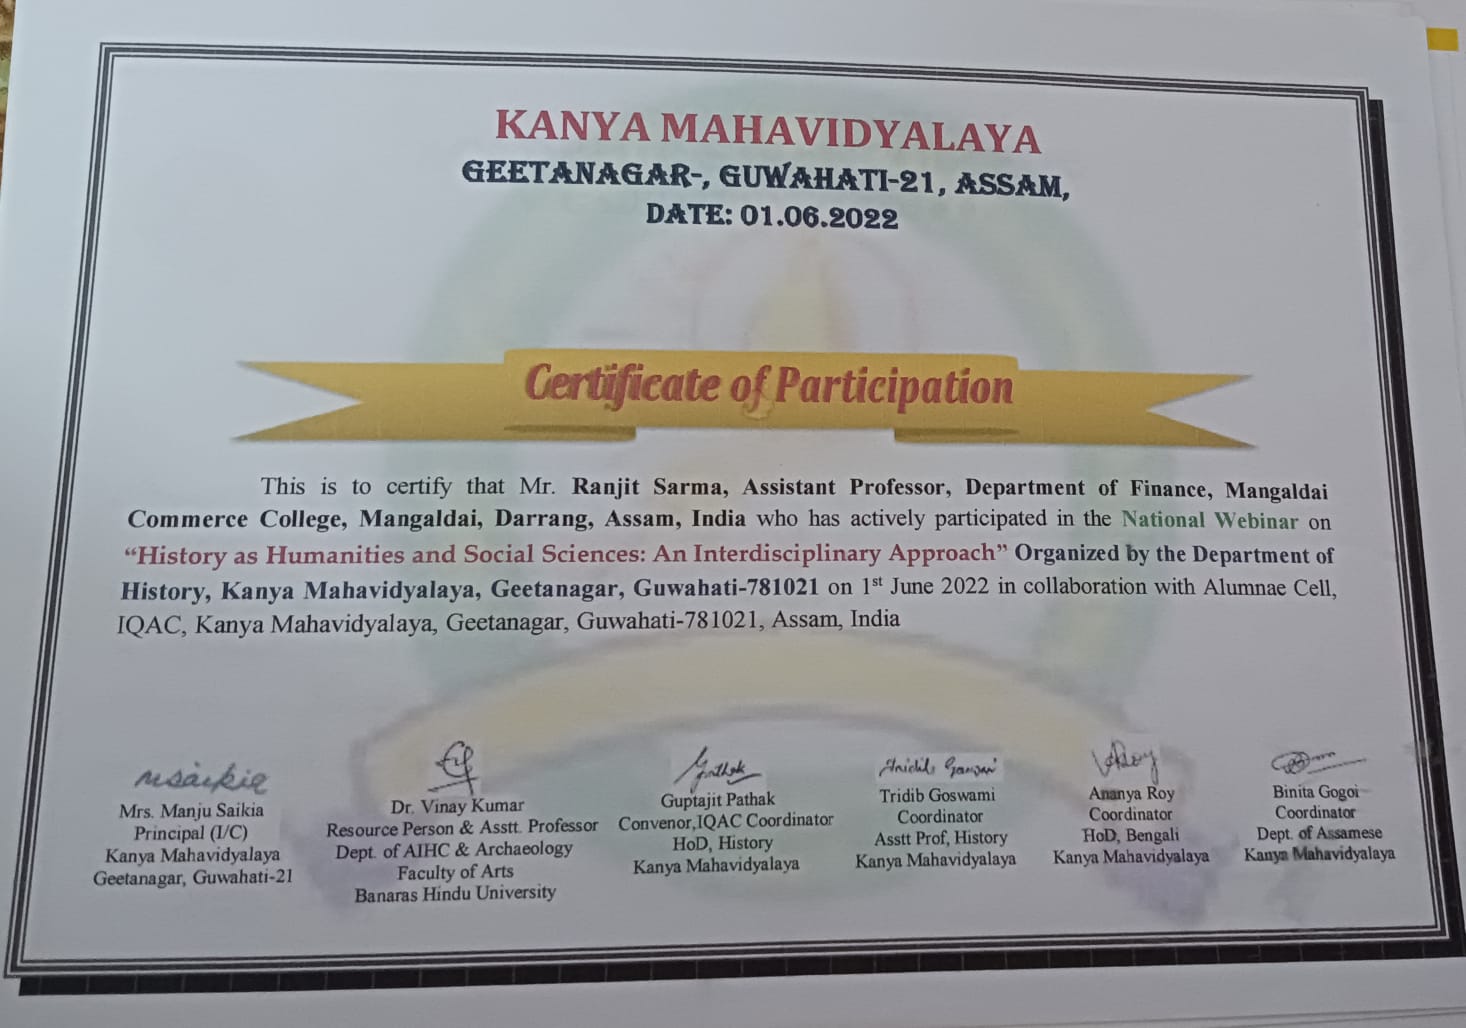 KANYA MAHAVIDYALAYA
GEETANAGAR-, GUWAHATI-21, ASSAM,
DATE: 01.06.2022
Certificate of Participation
This is to certify that Mr. Ranjit Sarma, Assistant Professor, Department of Finance, Mangaldai
Commerce College, Mangaldai, Darrang, Assam, India who has actively participated in the National Webinar on
“History as Humanities and Social Sciences: An Interdisciplinary Approach” Organized by the Department of
History, Kanya Mahavidyalaya, Geetanagar, Guwahati-781021 on 1st June 2022 in collaboration with Alumnae Cell,
IQAC, Kanya Mahavidyalaya, Geetanagar, Guwahati-781021, Assam, India
msaikia
Mrs. Manju Saikia
Principal (I/C)
Kanya Mahavidyalaya
Geetanagar, Guwahati-21
Dr. Vinay Kumar
Resource Person & Asstt. Professor
Dept. of AIHC & Archaeology
Faculty of Arts
Banaras Hindu University
Gpathak
Guptajit Pathak
Convenor,IQAC Coordinator
HoD, History
Kanya Mahavidyalaya
Tridib Goswami
Tridib Goswami
Coordinator
Asstt Prof, History
Kanya Mahavidyalaya
Roy
Ananya Roy
Coordinator
HoD, Bengali
Kanya Mahavidyalaya
Binita Gogoi
Coordinator
Dept. of Assamese
Kanya Mahavidyalaya